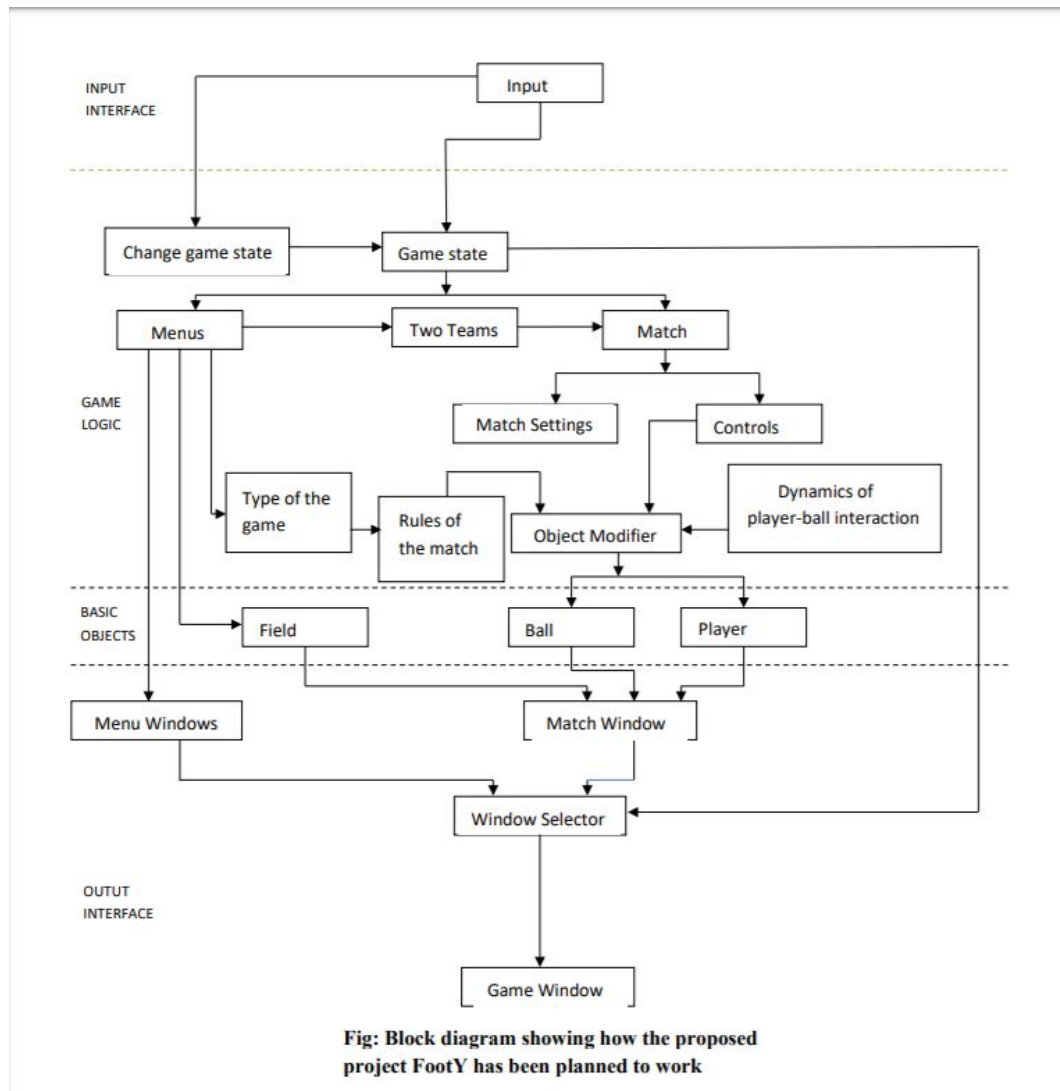 INPUT
INTERFACE
Input
Change game state
Game state
Menus
Two Teams
Match
GAME
LOGIC
Match Settings
Controls
Type of the
game
Rules of
the match
Object Modifier
Dynamics of
player-ball interaction
BASIC
OBJECTS
Field
Ball
Player
Menu Windows
Match Window
Window Selector
OUTUT
INTERFACE
Game Window
Fig: Block diagram showing how the proposed
project FootY has been planned to work